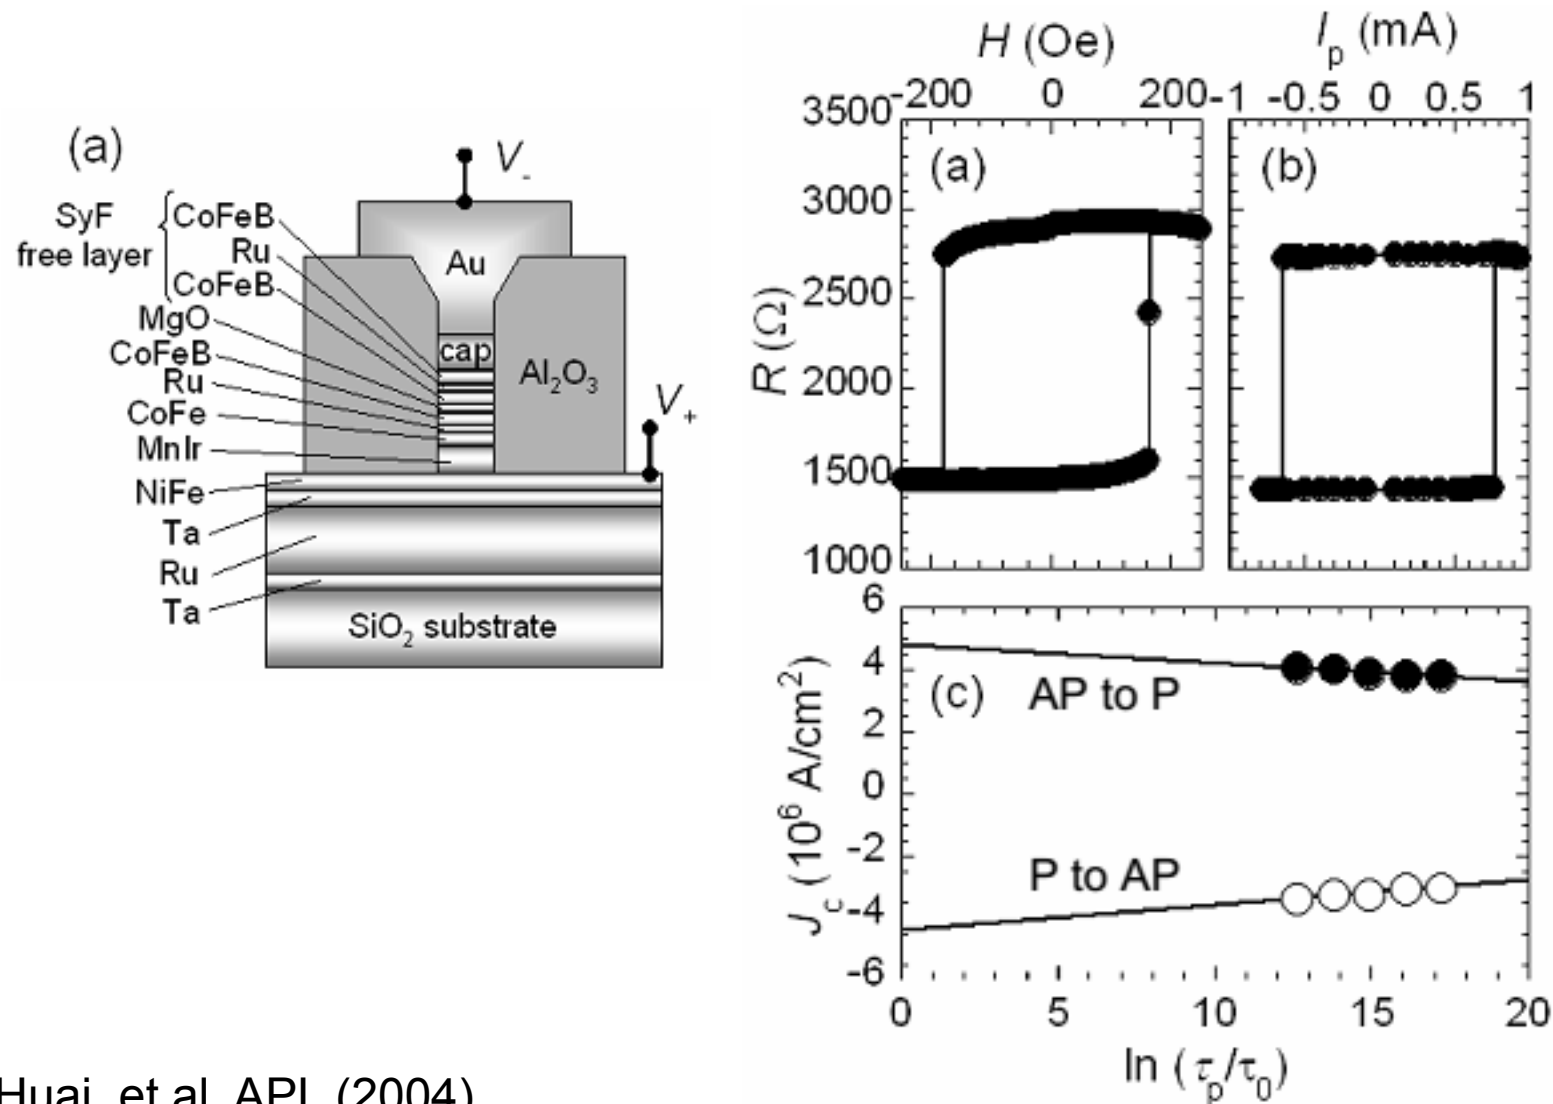 (a)
V-
SyF
free layer
CoFeB
Ru
CoFeB
MgO
CoFeB
Ru
CoFe
MnIr
NiFe
Ta
Ru
Ta
Au
cap
Al2O3
V+
SiO2 substrate
H (Oe)
-200 0 200
Ip (mA)
-1 -0.5 0 0.5 1
3500
3000
2500
2000
1500
1000
R (Ω)
(a)
(b)
6
4
2
0
-2
-4
-6
Jc (10^6 A/cm^2)
(c)
AP to P
P to AP
0 5 10 15 20
ln (τp/τ0)
Huai, et al, APL (2004)